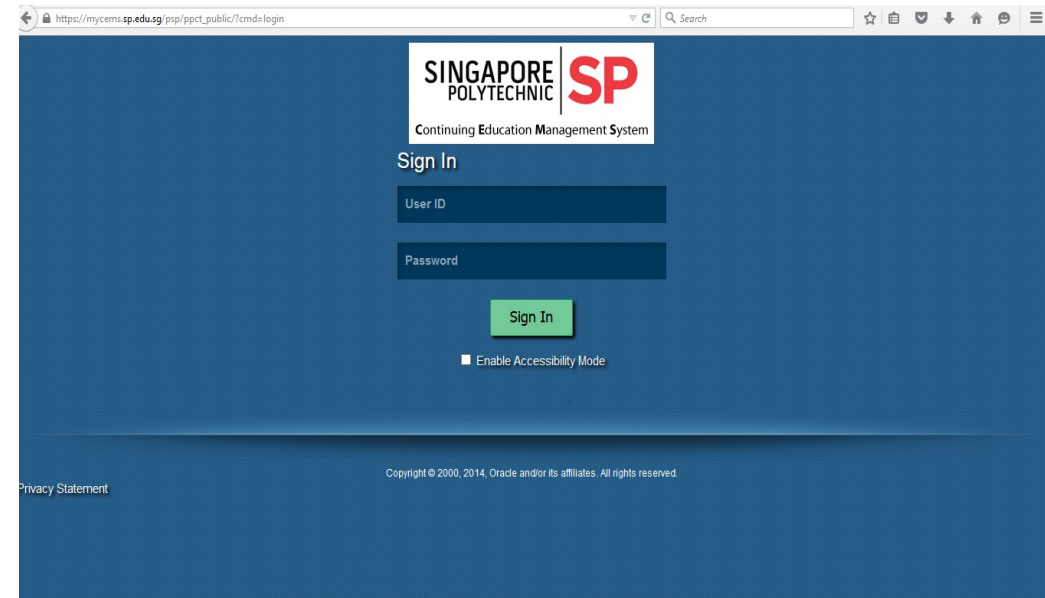 https://mycems.sp.edu.sg/psp/ppct_public/?cmd=login
Search
SINGAPORE
POLYTECHNIC
SP
Continuing Education Management System
Sign In
User ID
Password
Sign In
Enable Accessibility Mode
Copyright © 2000, 2014, Oracle and/or its affiliates. All rights reserved.
Privacy Statement